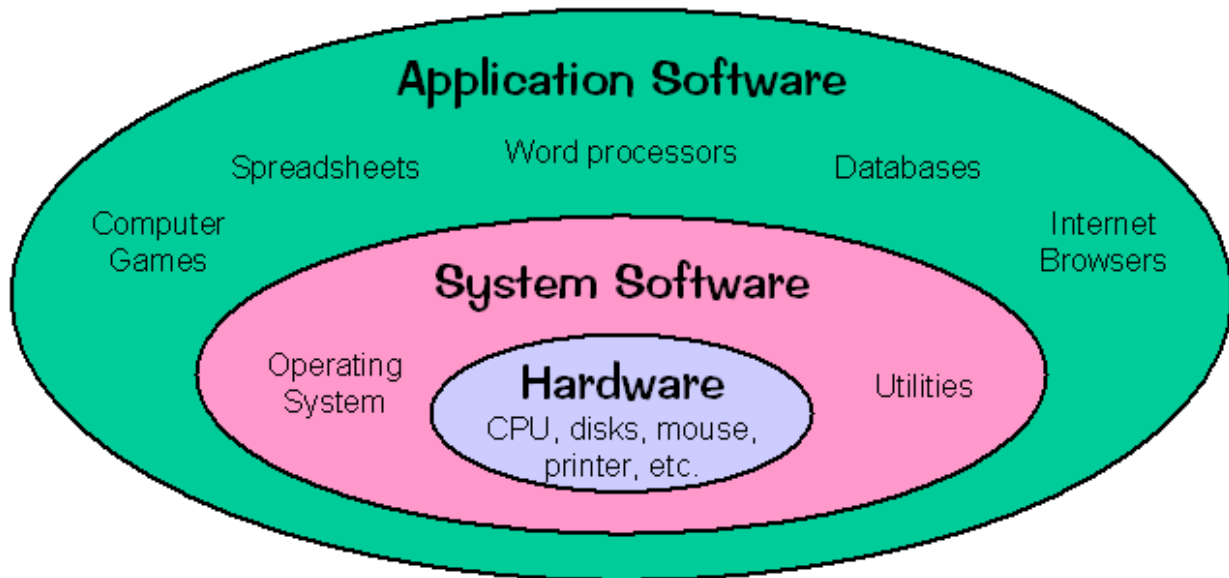 Application Software
Spreadsheets
Word processors
Databases
Computer
Games
Internet
Browsers
System Software
Operating
System
Utilities
Hardware
CPU, disks, mouse,
printer, etc.